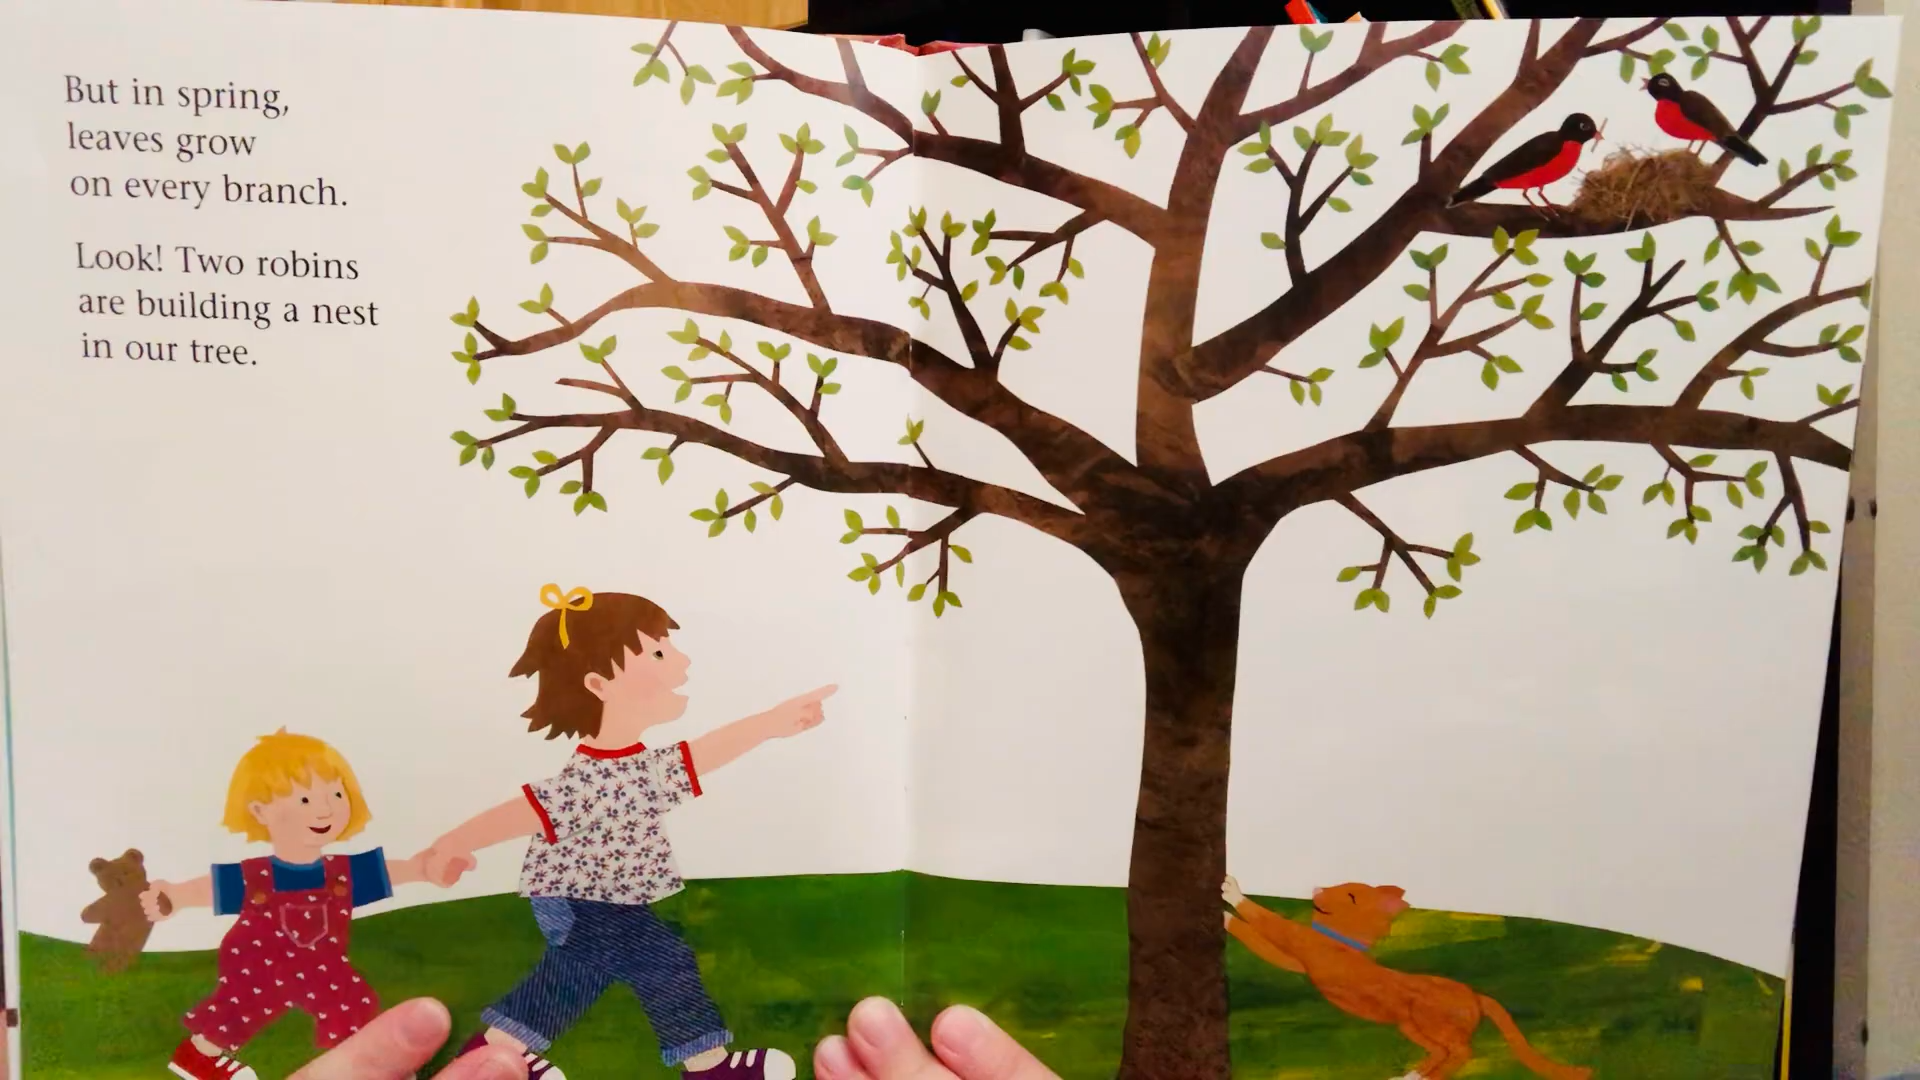 But in spring,
leaves grow
on every branch.
Look! Two robins
are building a nest
in our tree.